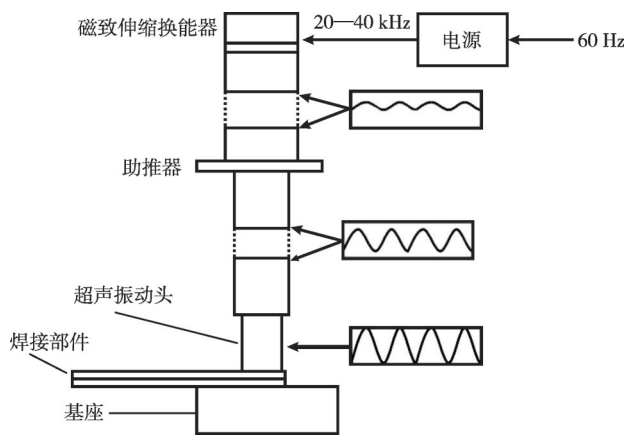 磁致伸缩换能器
20—40 kHz
电源
60 Hz
助推器
超声振动头
焊接部件
基座